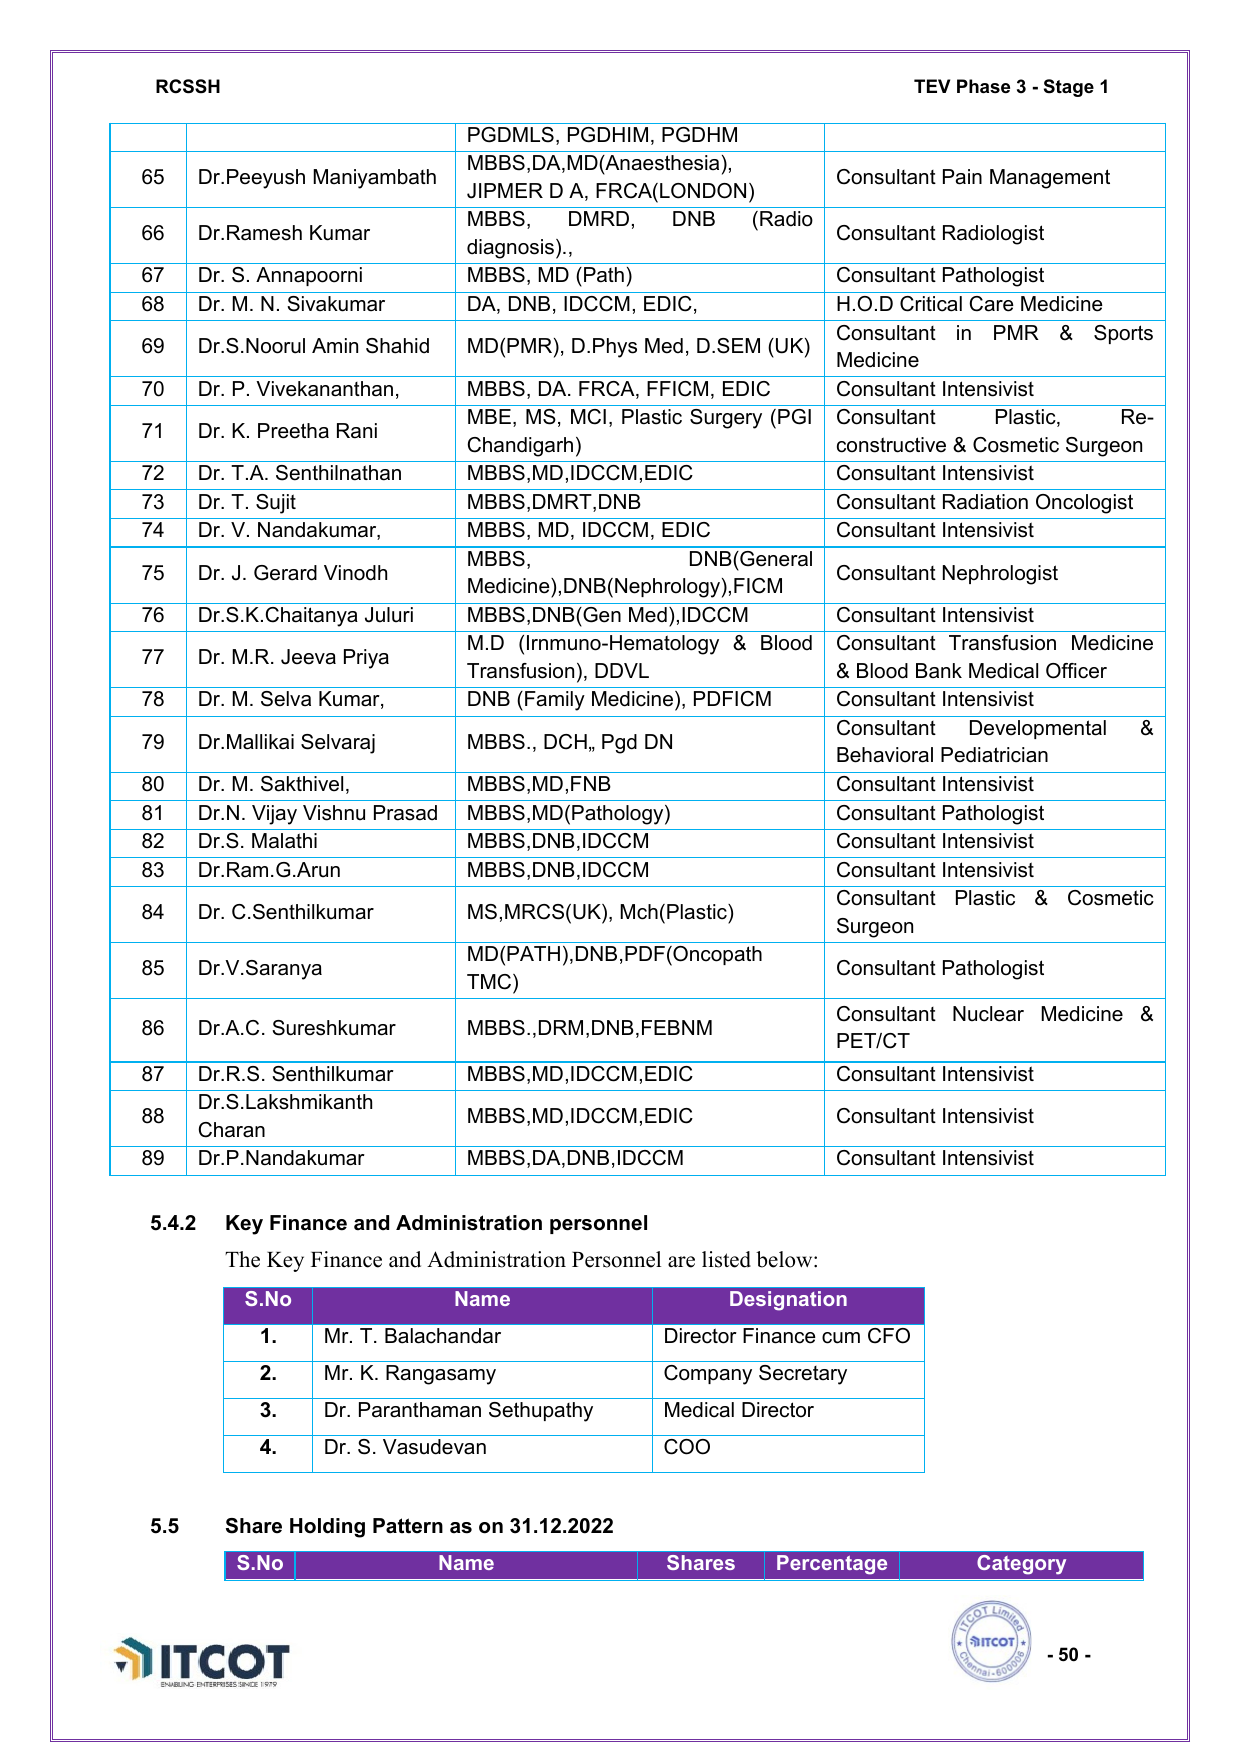 RCSSH TEV Phase 3 - Stage 1
PGDMLS, PGDHIM, PGDHM
65 Dr.Peeyush Maniyambath MBBS,DA,MD(Anaesthesia), JIPMER D A, FRCA(LONDON) Consultant Pain Management
66 Dr.Ramesh Kumar MBBS, DMRD, DNB (Radio diagnosis)., Consultant Radiologist
67 Dr. S. Annapoorni MBBS, MD (Path) Consultant Pathologist
68 Dr. M. N. Sivakumar DA, DNB, IDCCM, EDIC, H.O.D Critical Care Medicine
69 Dr.S.Noorul Amin Shahid MD(PMR), D.Phys Med, D.SEM (UK) Consultant in PMR & Sports Medicine
70 Dr. P. Vivekananthan, MBBS, DA. FRCA, FFICM, EDIC Consultant Intensivist
71 Dr. K. Preetha Rani MBE, MS, MCI, Plastic Surgery (PGI Chandigarh) Consultant Plastic, Re-constructive & Cosmetic Surgeon
72 Dr. T.A. Senthilnathan MBBS,MD,IDCCM,EDIC Consultant Intensivist
73 Dr. T. Sujit MBBS,DMRT,DNB Consultant Radiation Oncologist
74 Dr. V. Nandakumar, MBBS, MD, IDCCM, EDIC Consultant Intensivist
75 Dr. J. Gerard Vinodh MBBS, DNB(General Medicine),DNB(Nephrology),FICM Consultant Nephrologist
76 Dr.S.K.Chaitanya Juluri MBBS,DNB(Gen Med),IDCCM Consultant Intensivist
77 Dr. M.R. Jeeva Priya M.D (Irnmuno-Hematology & Blood Transfusion), DDVL Consultant Transfusion Medicine & Blood Bank Medical Officer
78 Dr. M. Selva Kumar, DNB (Family Medicine), PDFICM Consultant Intensivist
79 Dr.Mallikai Selvaraj MBBS., DCH„ Pgd DN Consultant Developmental & Behavioral Pediatrician
80 Dr. M. Sakthivel, MBBS,MD,FNB Consultant Intensivist
81 Dr.N. Vijay Vishnu Prasad MBBS,MD(Pathology) Consultant Pathologist
82 Dr.S. Malathi MBBS,DNB,IDCCM Consultant Intensivist
83 Dr.Ram.G.Arun MBBS,DNB,IDCCM Consultant Intensivist
84 Dr. C.Senthilkumar MS,MRCS(UK), Mch(Plastic) Consultant Plastic & Cosmetic Surgeon
85 Dr.V.Saranya MD(PATH),DNB,PDF(Oncopath TMC) Consultant Pathologist
86 Dr.A.C. Sureshkumar MBBS.,DRM,DNB,FEBNM Consultant Nuclear Medicine & PET/CT
87 Dr.R.S. Senthilkumar MBBS,MD,IDCCM,EDIC Consultant Intensivist
88 Dr.S.Lakshmikanth Charan MBBS,MD,IDCCM,EDIC Consultant Intensivist
89 Dr.P.Nandakumar MBBS,DA,DNB,IDCCM Consultant Intensivist
5.4.2 Key Finance and Administration personnel
The Key Finance and Administration Personnel are listed below:
S.No Name Designation
1. Mr. T. Balachandar Director Finance cum CFO
2. Mr. K. Rangasamy Company Secretary
3. Dr. Paranthaman Sethupathy Medical Director
4. Dr. S. Vasudevan COO
5.5 Share Holding Pattern as on 31.12.2022
S.No Name Shares Percentage Category
ITCOT
ENABLING ENTERPRISES SINCE 1979
ITCOT Limited
ITCOT
Chennai-600006
- 50 -